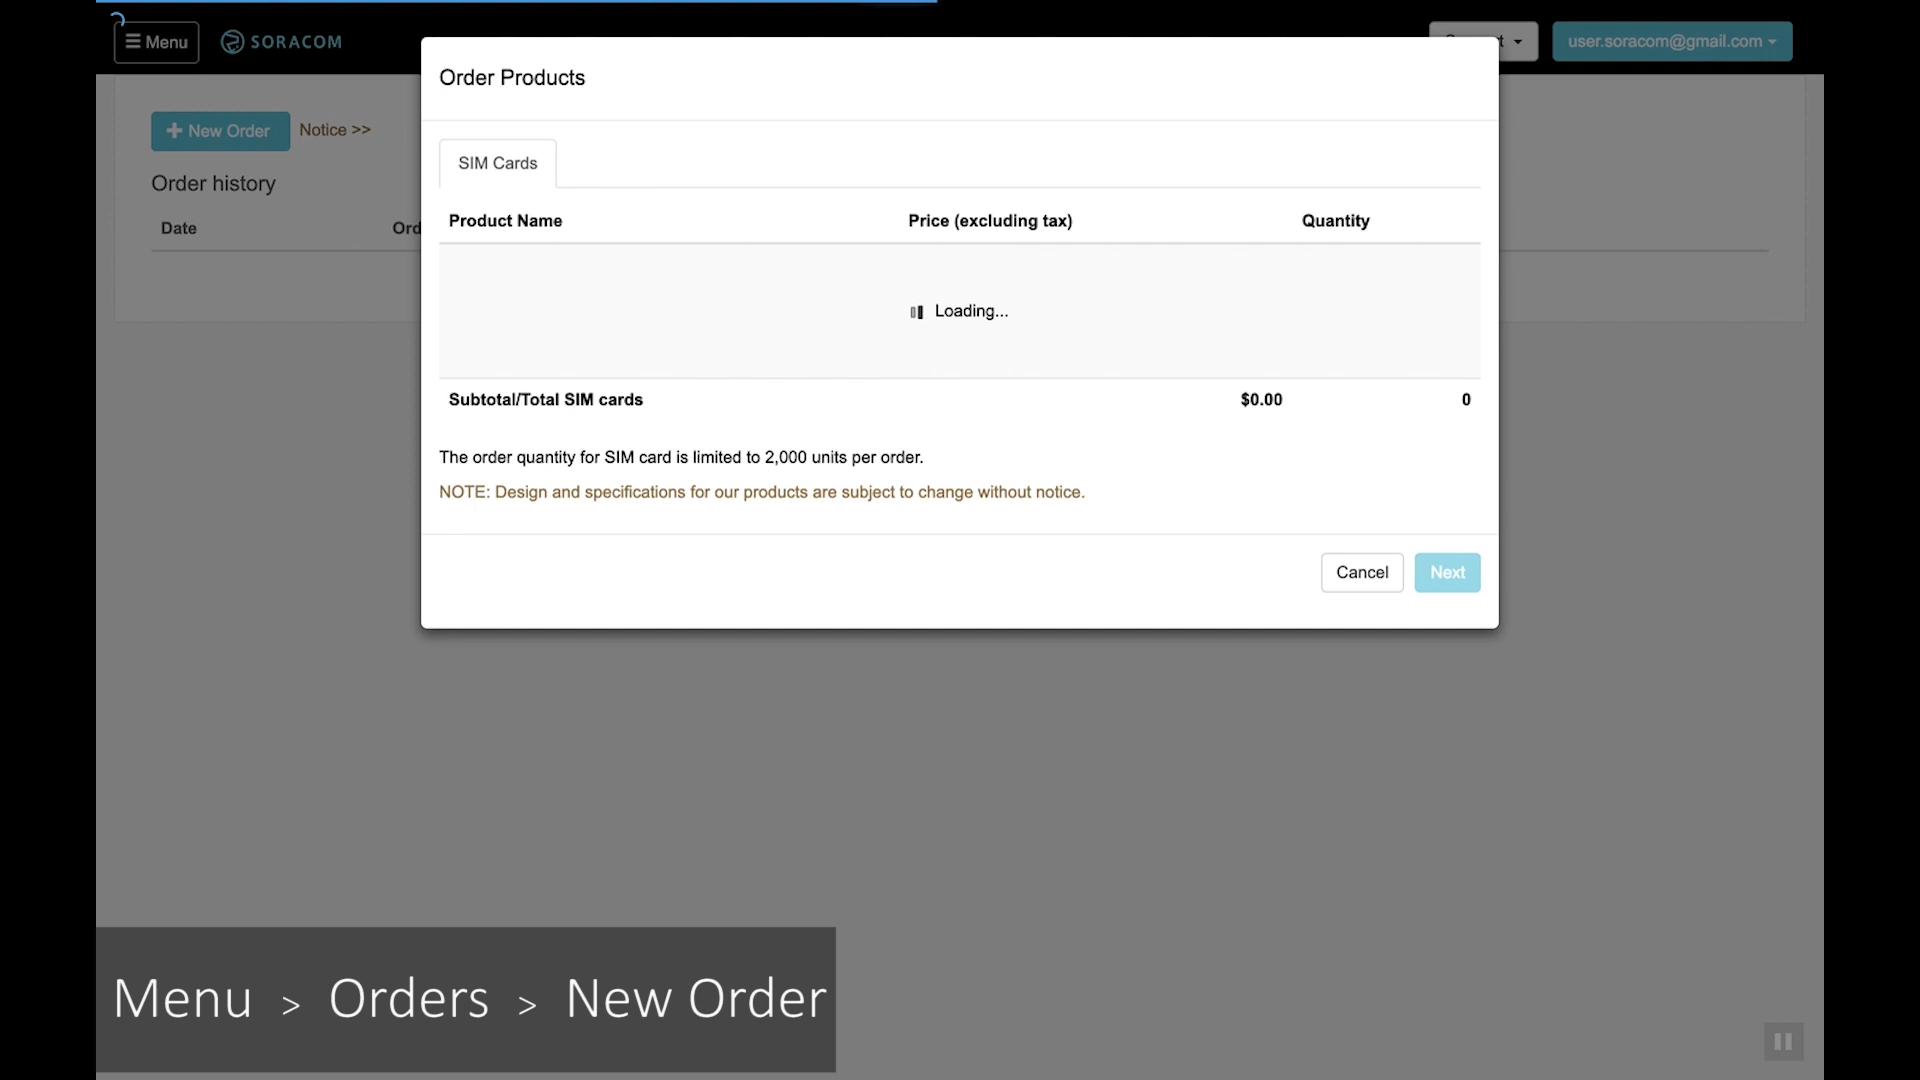 Menu
SORACOM
user.soracom@gmail.com
Order Products
New Order
Notice >>
SIM Cards
Order history
Date
Product Name
Price (excluding tax)
Quantity
Loading...
Subtotal/Total SIM cards
$0.00
0
The order quantity for SIM card is limited to 2,000 units per order.
NOTE: Design and specifications for our products are subject to change without notice.
Cancel
Next
Menu > Orders > New Order